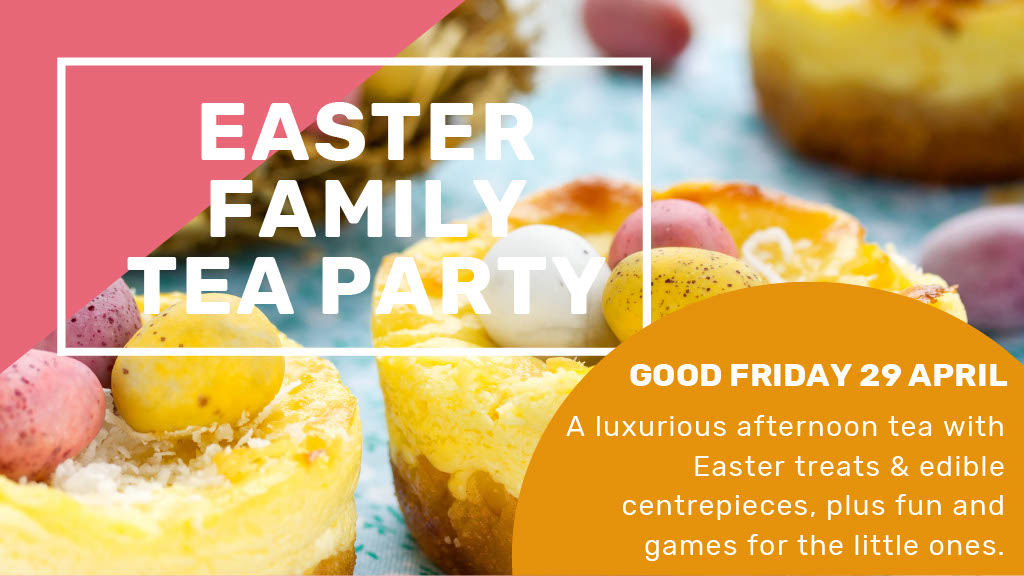 EASTER
FAMILY
TEA PARTY
GOOD FRIDAY 29 APRIL
A luxurious afternoon tea with
Easter treats & edible
centrepieces, plus fun and
games for the little ones.